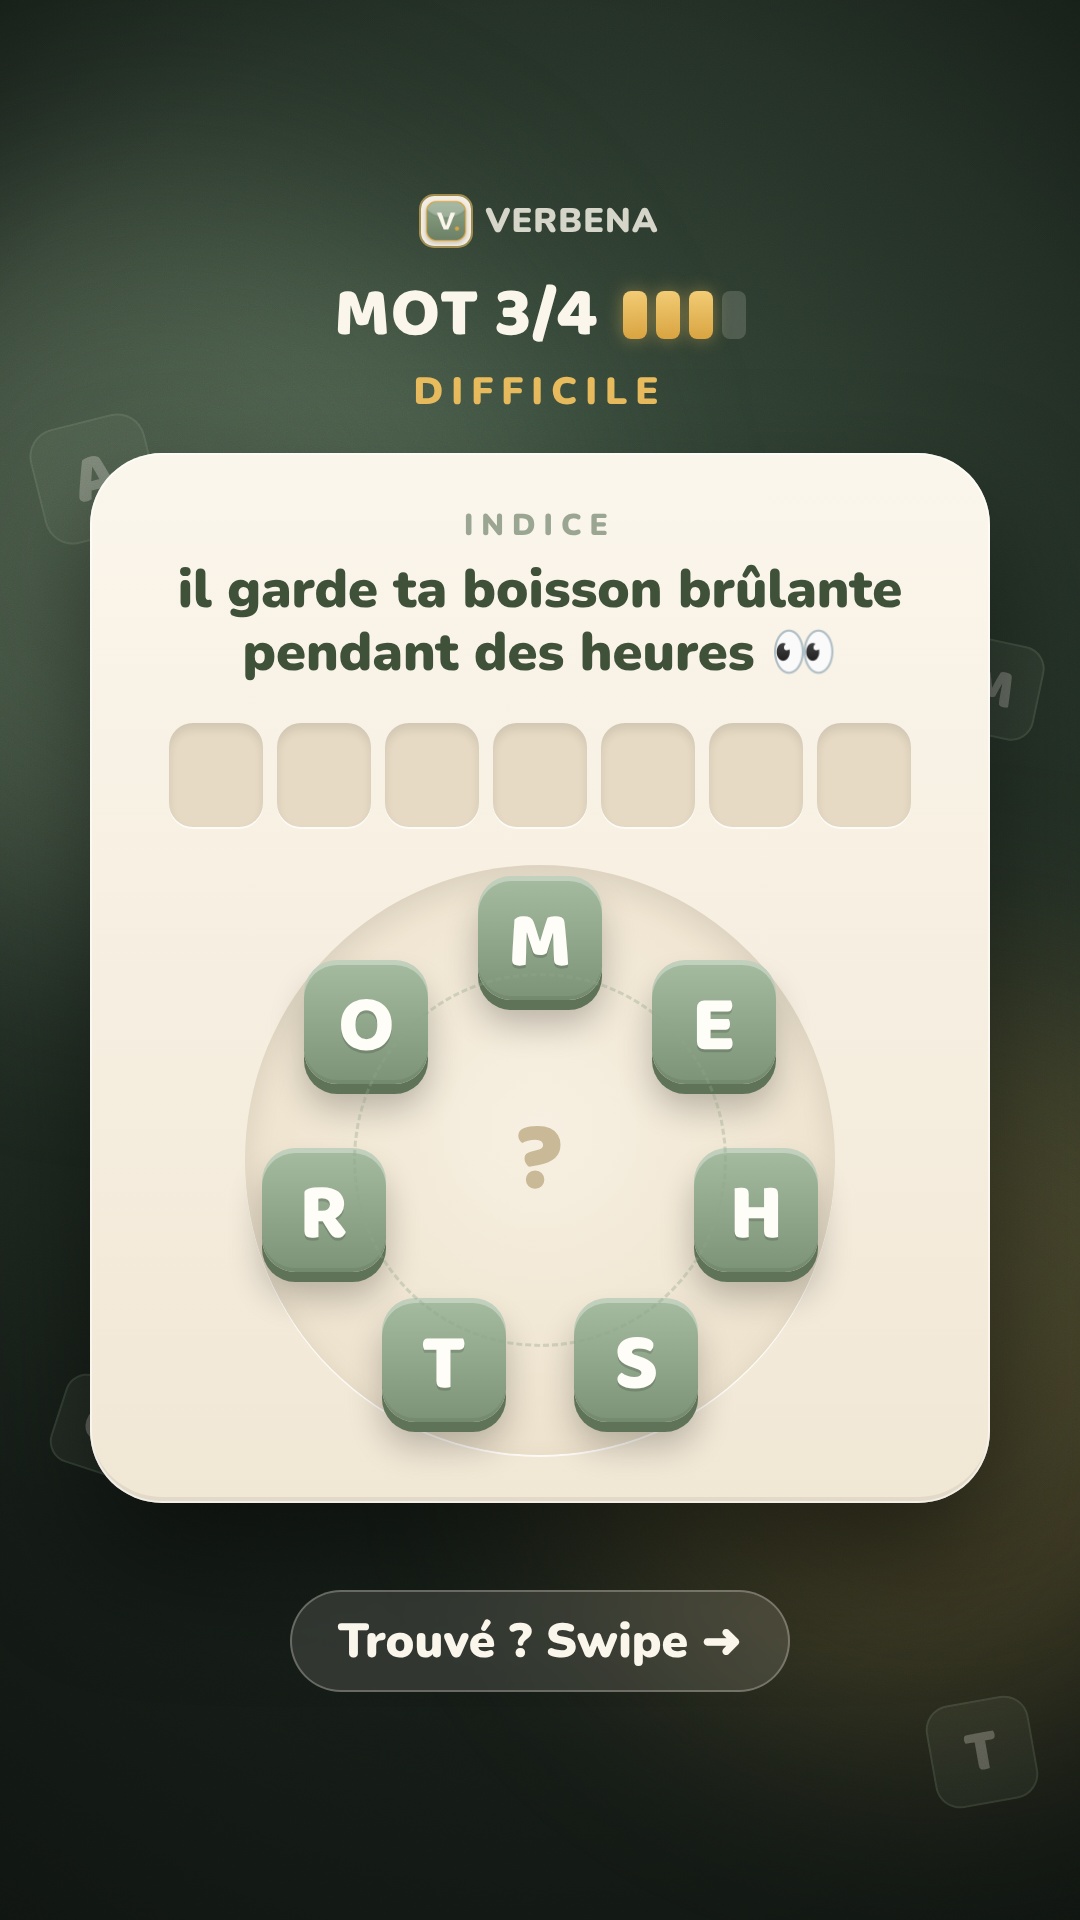 V.
VERBENA
MOT 3/4
DIFFICILE
A
INDICE
il garde ta boisson brûlante
pendant des heures 👀
M
M
O
E
?
R
H
T
S
Trouvé ? Swipe ➜
T